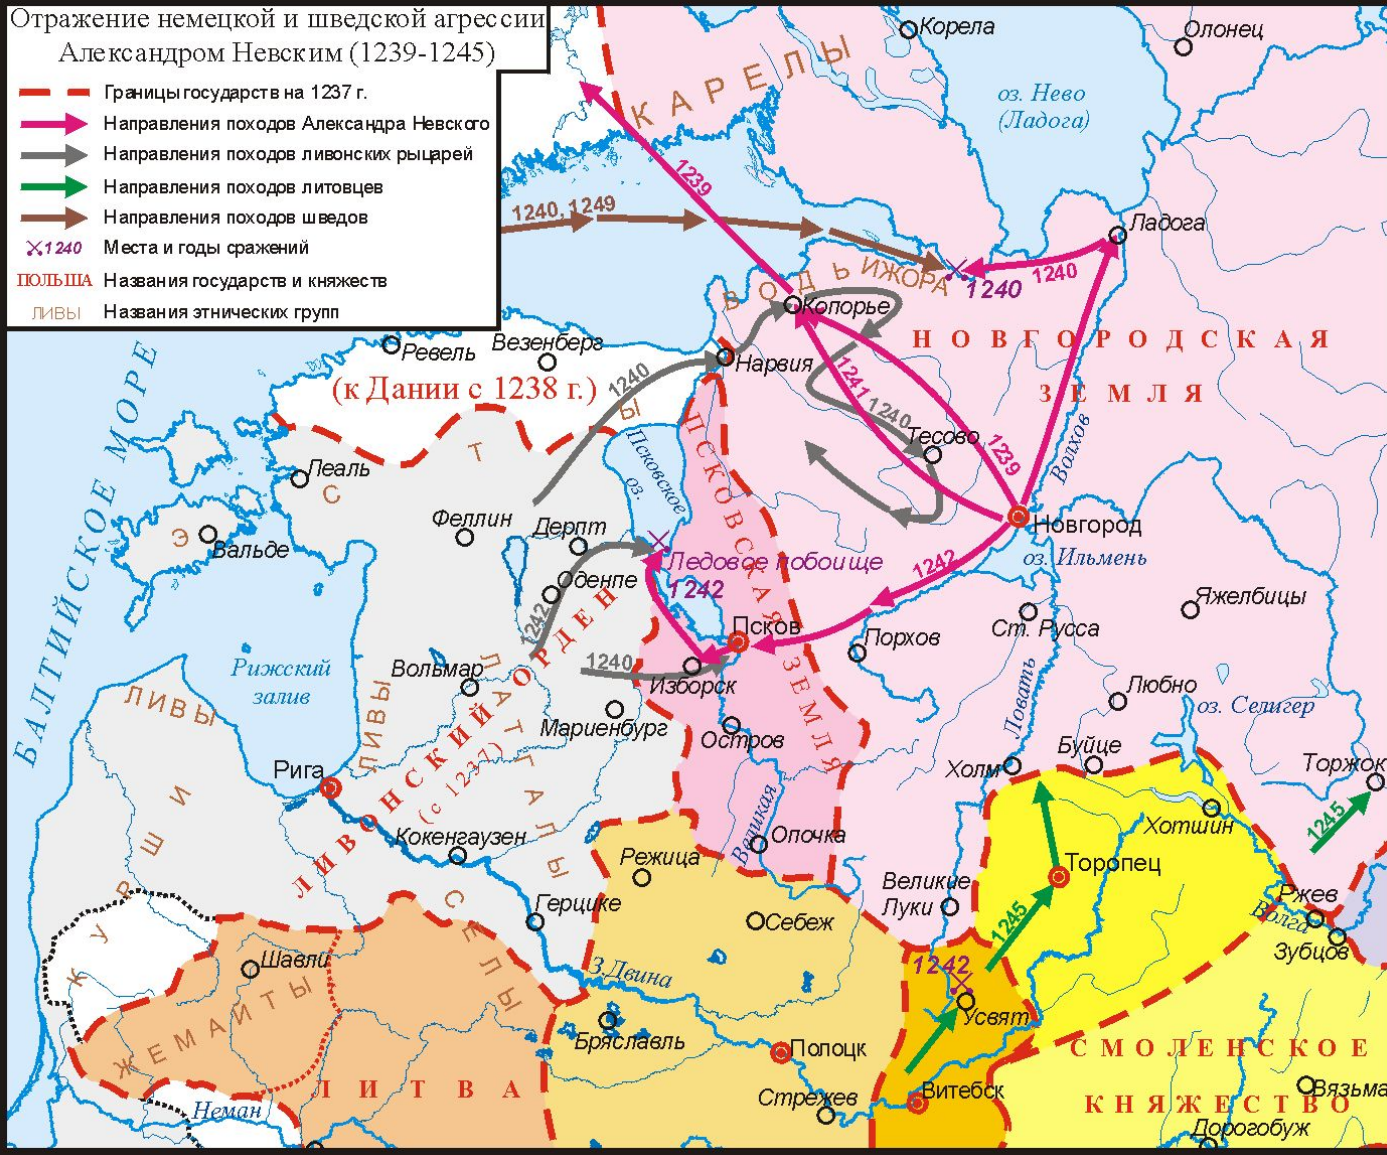 Отражение немецкой и шведской агрессии
Александром Невским (1239-1245)
Границы государств на 1237 г.
Направления походов Александра Невского
Направления походов ливонских рыцарей
Направления походов литовцев
Направления походов шведов
1240 Места и годы сражений
ПОЛЬША Названия государств и княжеств
ЛИВЫ Названия этнических групп
Корела
Олонец
КАРЕЛЫ
оз. Нево
(Ладога)
1239
1240, 1249
Ладога
1240
1240
ВОДЬ
ИЖОРА
Копорье
НОВГОРОДСКАЯ
ЗЕМЛЯ
Ревель
Везенберг
Нарвия
(к Дании с 1238 г.)
1240
1241
1240
Тесово
1239
Волхов
БАЛТИЙСКОЕ МОРЕ
ЭСТЫ
Леаль
Вальде
Феллин
Дерпт
Псковское
оз.
ПСКОВСКАЯ ЗЕМЛЯ
Новгород
оз. Ильмень
1242
Ледовое побоище
1242
Оденпе
1242
Псков
Порхов
Ст. Русса
Яжелбицы
1240
Изборск
Рижский
залив
Вольмар
ЛИВЫ
ЛИВЫ
ЛАТГАЛЫ
Мариенбург
Остров
Ловать
Любно
оз. Селигер
Буйце
Холм
Торжок
Рига
ЛИВОНСКИЙ ОРДЕН
(с 1237)
КУРШИ
Кокенгаузен
Великая
Опочка
Хотшин
1245
Режица
Торопец
Великие
Луки
Ржев
Волга
Зубцов
Герцике
СЕЛЫ
Себеж
1245
Шавли
ЖЕМАЙТЫ
З.Двина
1242
Усвят
Бряславль
Полоцк
СМОЛЕНСКОЕ
КНЯЖЕСТВО
ЛИТВА
Неман
Стрежев
Витебск
Вязьма
Дорогобуж